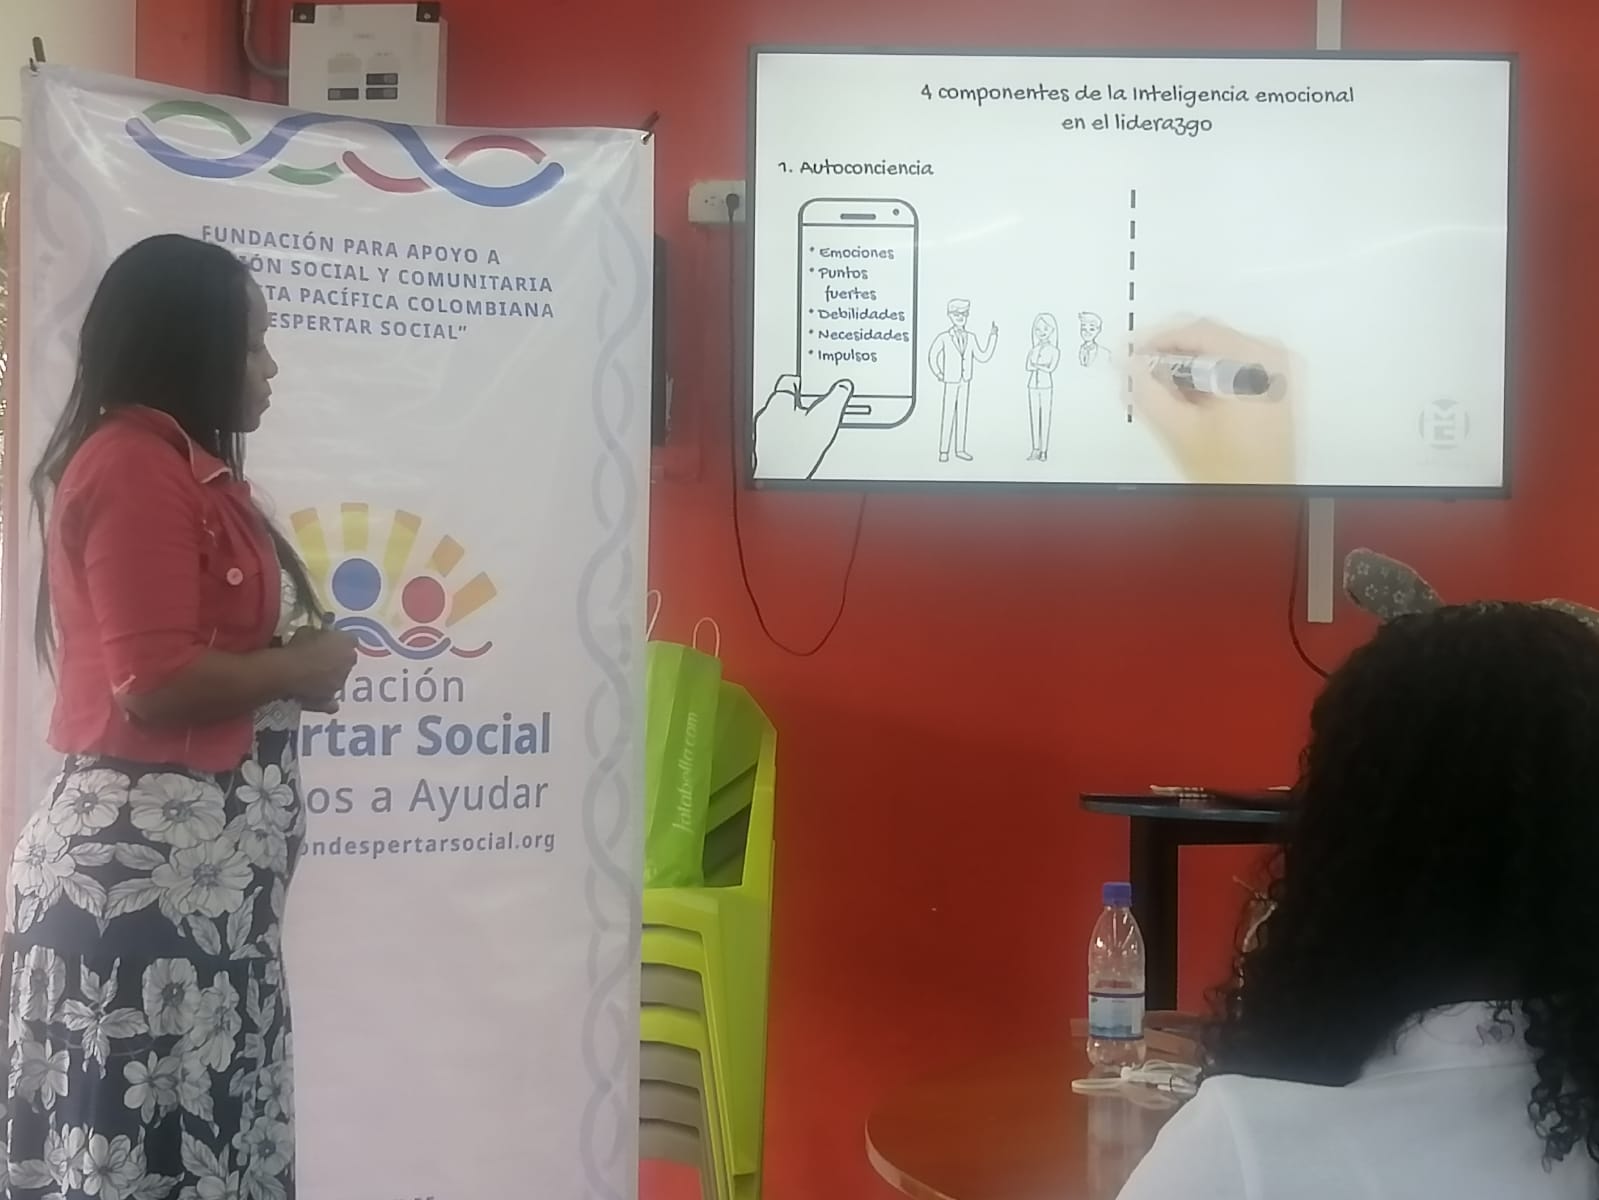 FUNDACIÓN PARA APOYO A
IÓN SOCIAL Y COMUNITARIA
TA PACÍFICA COLOMBIANA
ESPERTAR SOCIAL”
dación
rtar Social
os a Ayudar
ondespertarsocial.org
4 componentes de la Inteligencia emocional
en el liderazgo
1. Autoconciencia
* Emociones
* Puntos
fuertes
* Debilidades
* Necesidades
* Impulsos